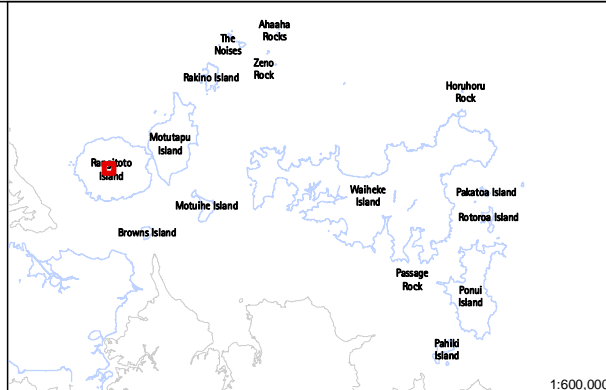 Ahaaha
Rocks
The
Noises
Zeno
Rock
Rakino Island
Horuhoru
Rock
Motutapu
Island
Rangitoto
Island
Waiheke
Island
Pakatoa Island
Motuihe Island
Rotoroa Island
Browns Island
Passage
Rock
Ponui
Island
Pahiki
Island
1:600,000